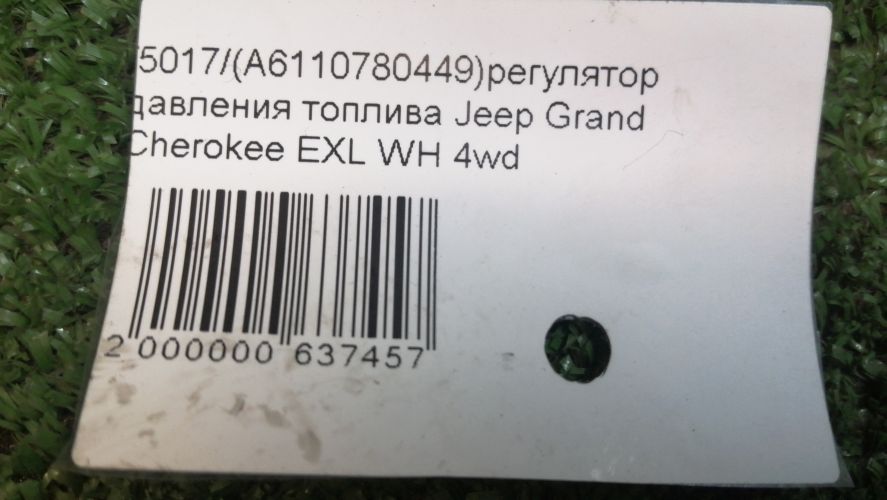 5017/(A6110780449)регулятор
давления топлива Jeep Grand
Cherokee EXL WH 4wd
2 000000 637457